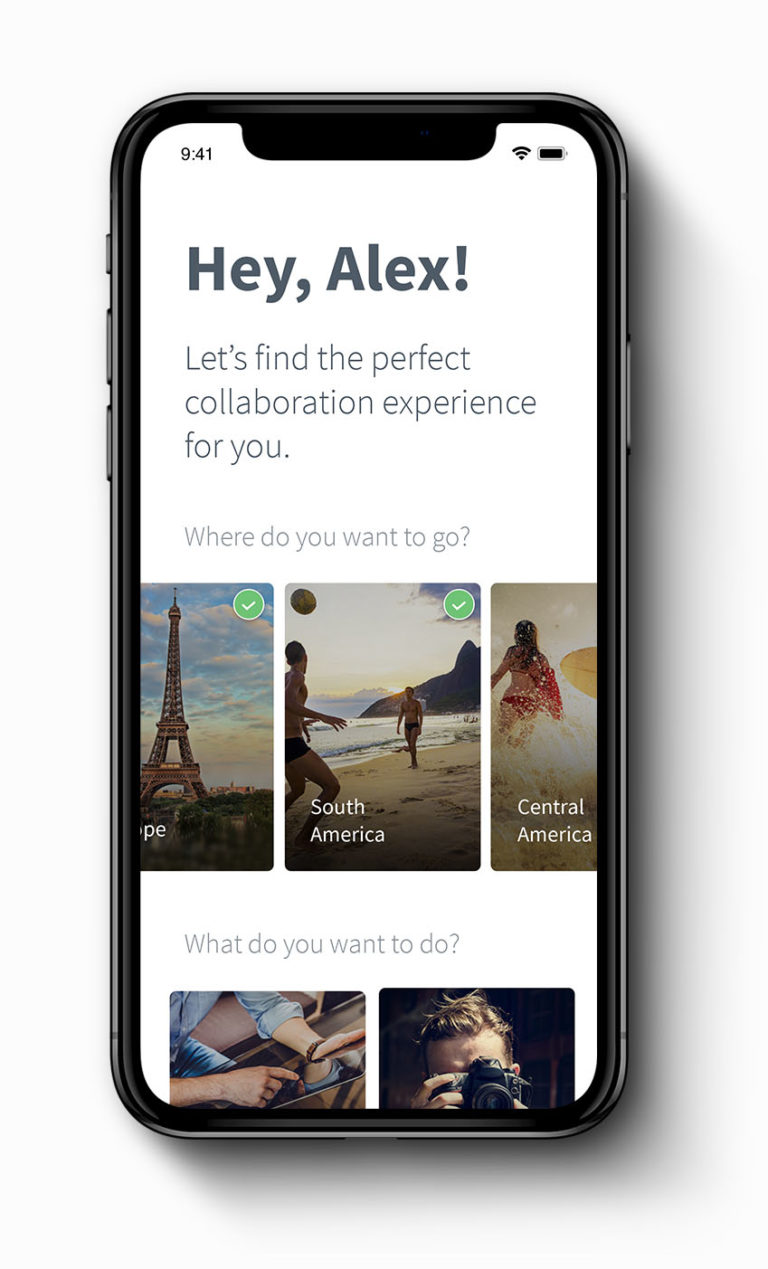 9:41
Hey, Alex!
Let’s find the perfect
collaboration experience
for you.
Where do you want to go?
ope
South
America
Central
America
What do you want to do?